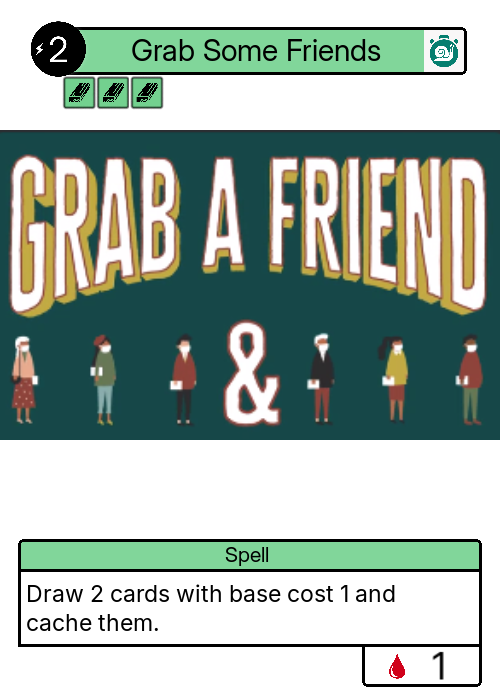 2
Grab Some Friends
GRAB A FRIEND
&
Spell
Draw 2 cards with base cost 1 and
cache them.
1